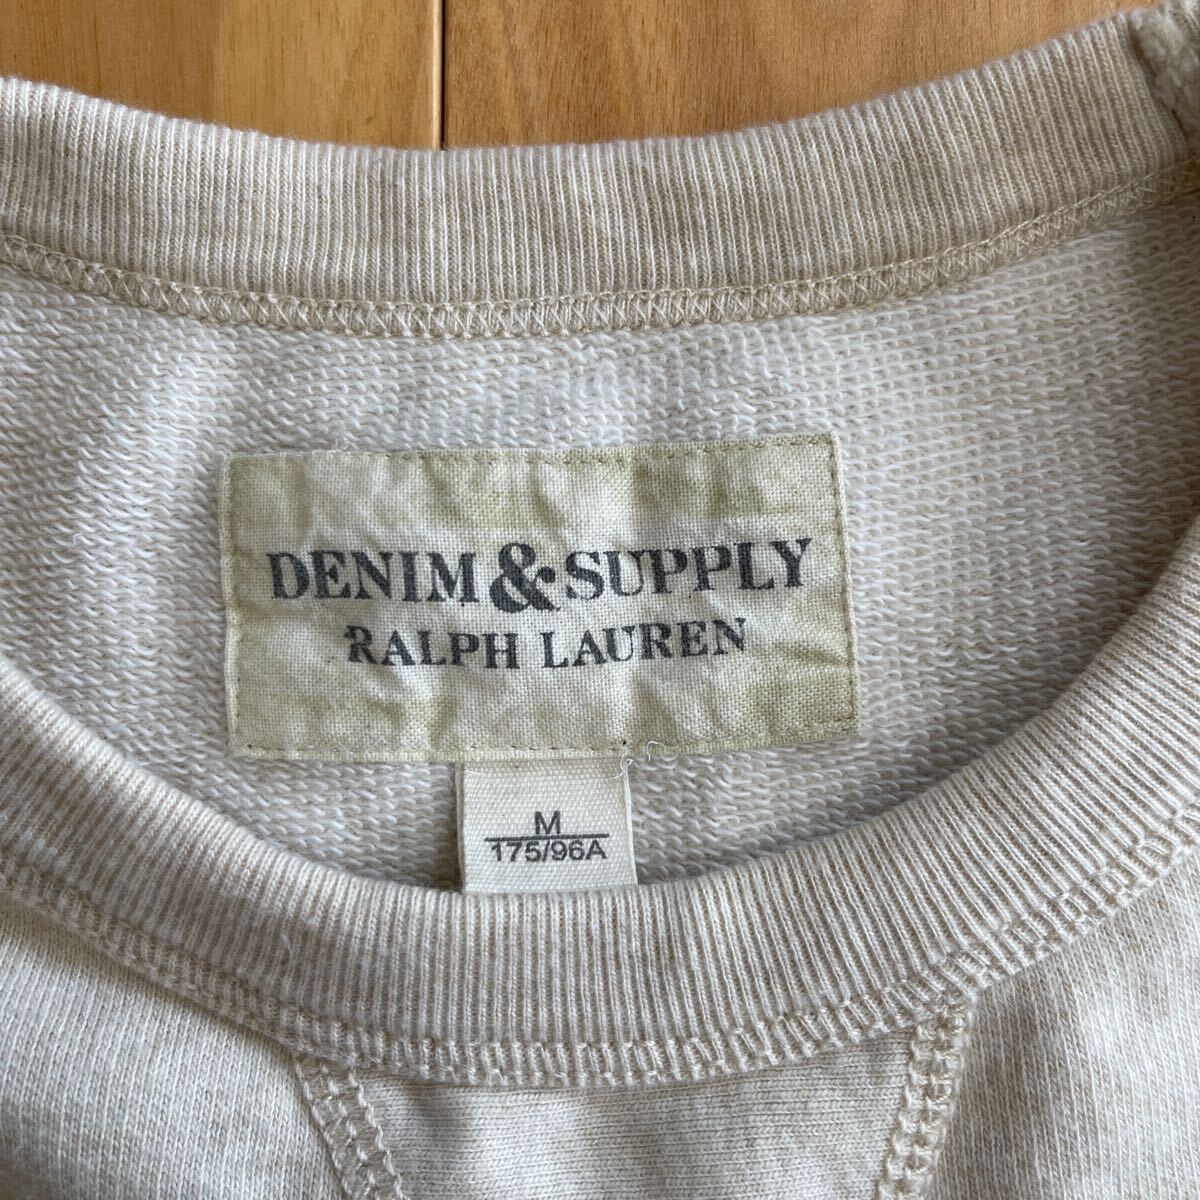 DENIM & SUPPLY
RALPH LAUREN
M
175/96A